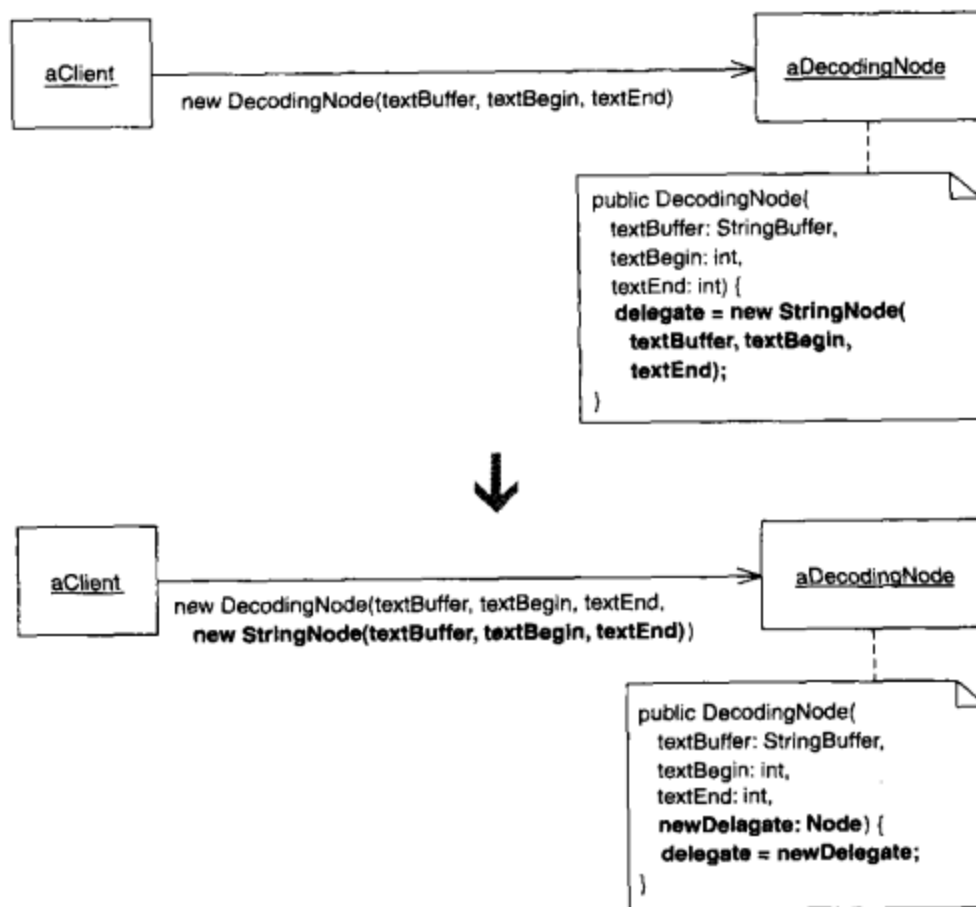 aClient
aDecodingNode
new DecodingNode(textBuffer, textBegin, textEnd)
public DecodingNode(
textBuffer: StringBuffer,
textBegin: int,
textEnd: int) {
delegate = new StringNode(
textBuffer, textBegin,
textEnd);
}
aClient
aDecodingNode
new DecodingNode(textBuffer, textBegin, textEnd,
new StringNode(textBuffer, textBegin, textEnd))
public DecodingNode(
textBuffer: StringBuffer,
textBegin: int,
textEnd: int,
newDelagate: Node) {
delegate = newDelegate;
}